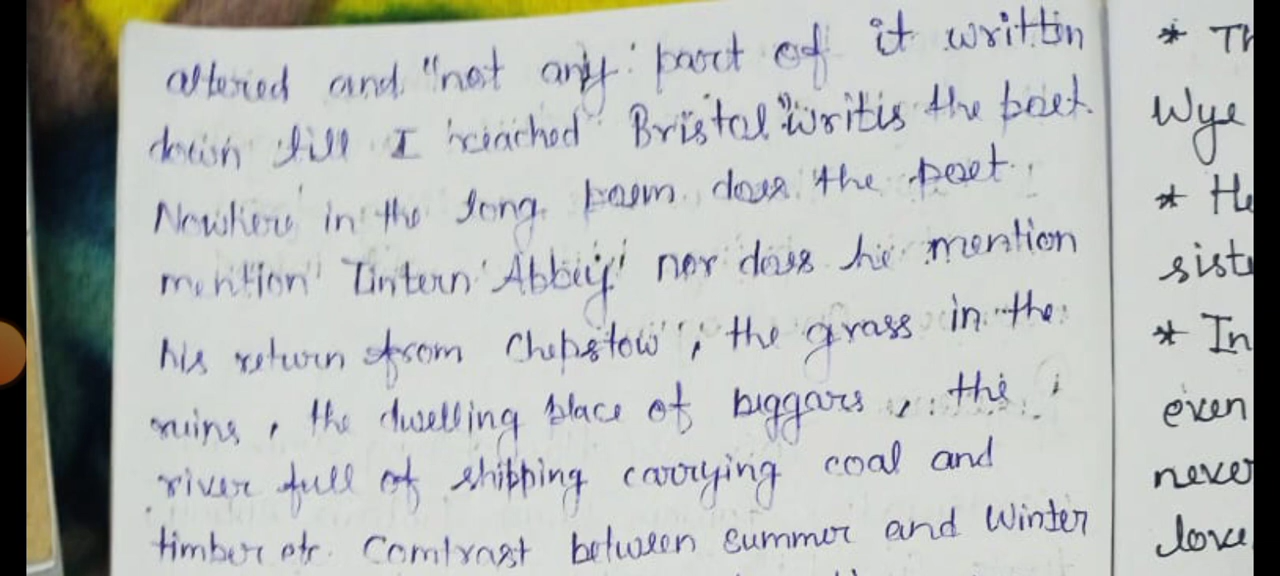 altered and "not any part of it written
down till I reached Bristol" writes the poet.
Nowhere in the long poem does the poet
mention 'Tintern Abbey' nor does he mention
his return from Chepstow, the grass in the
ruins, the dwelling place of beggars, the
river full of shipping carrying coal and
timber etc. Contrast between summer and winter
* Th
Wye
* He
siste
* In
even
never
love